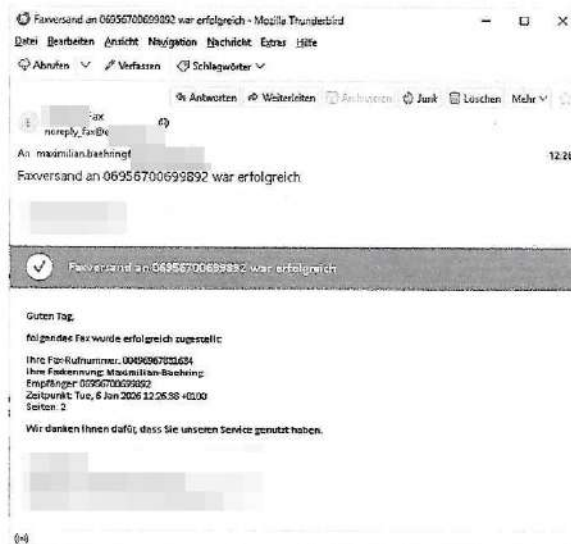 Faxversand an 06956700699892 war erfolgreich - Mozilla Thunderbird
Datei Bearbeiten Ansicht Navigation Nachricht Extras Hilfe
Abrufen Verfassen Schlagwörter
Antworten Weiterleiten Archivieren Junk Löschen Mehr
ax
noreply_fax@e
An maximilian.baehring
12:26
Faxversand an 06956700699892 war erfolgreich
Faxversand an 06956700699892 war erfolgreich
Guten Tag,
folgendes Fax wurde erfolgreich zugestellt:
Ihre Fax-Rufnummer: 00496967831634
Ihre Faxkennung: Maximilian-Baehring
Empfänger: 06956700699892
Zeitpunkt: Tue, 6 Jan 2026 12:25:38 +0100
Seiten: 2
Wir danken Ihnen dafür, dass Sie unseren Service genutzt haben.